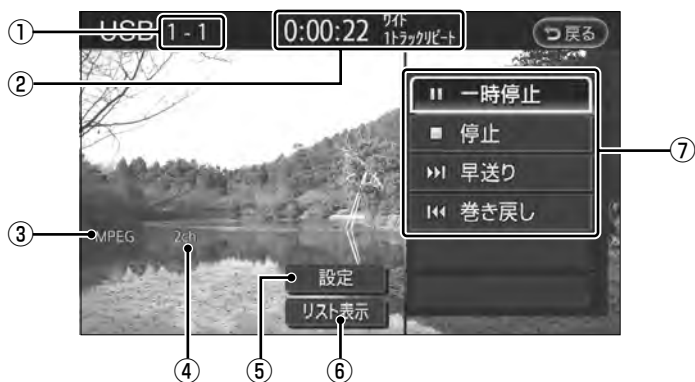 ① USB 1 - 1 0:00:22 ワイド 1トラックリピート 戻る
②
一時停止
停止
⑦
早送り
巻き戻し
③ MPEG 2ch
設定
リスト表示
④ ⑤ ⑥